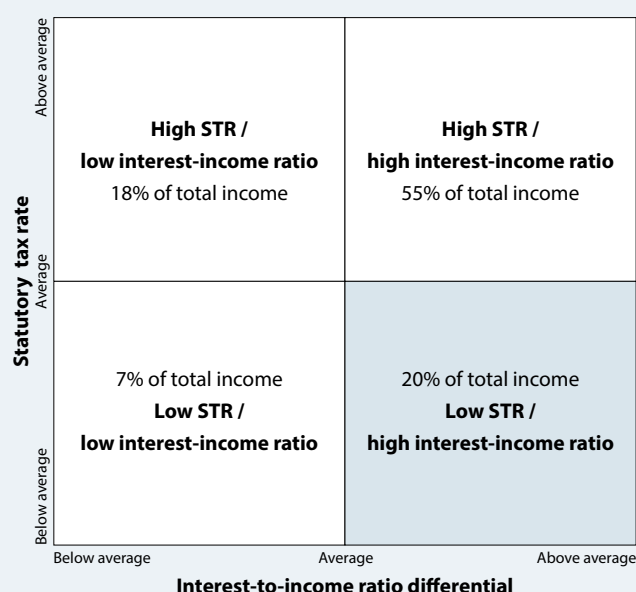 Statutory tax rate
Above average
Average
Below average
High STR /
low interest-income ratio
18% of total income
High STR /
high interest-income ratio
55% of total income
7% of total income
Low STR /
low interest-income ratio
20% of total income
Low STR /
high interest-income ratio
Below average
Average
Above average
Interest-to-income ratio differential